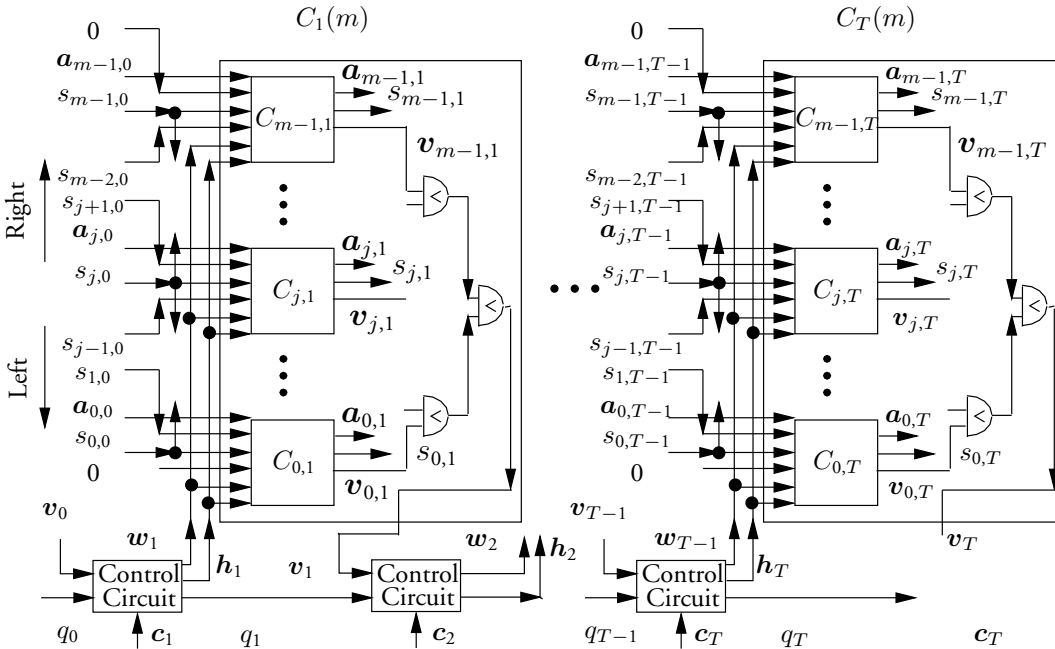 C_1(m)
C_T(m)
0
a_{m−1,0}
s_{m−1,0}
s_{m−2,0}
s_{j+1,0}
a_{j,0}
s_{j,0}
s_{j−1,0}
s_{1,0}
a_{0,0}
s_{0,0}
0
Right
Left
C_{m−1,1}
a_{m−1,1}
s_{m−1,1}
v_{m−1,1}
<
C_{j,1}
a_{j,1}
s_{j,1}
v_{j,1}
<
C_{0,1}
a_{0,1}
s_{0,1}
v_{0,1}
<
0
a_{m−1,T−1}
s_{m−1,T−1}
s_{m−2,T−1}
s_{j+1,T−1}
a_{j,T−1}
s_{j,T−1}
s_{j−1,T−1}
s_{1,T−1}
a_{0,T−1}
s_{0,T−1}
0
C_{m−1,T}
a_{m−1,T}
s_{m−1,T}
v_{m−1,T}
<
C_{j,T}
a_{j,T}
s_{j,T}
v_{j,T}
<
C_{0,T}
a_{0,T}
s_{0,T}
v_{0,T}
<
v_0
w_1
h_1
Control
Circuit
q_0
c_1
q_1
v_1
w_2
h_2
Control
Circuit
c_2
v_{T−1}
w_{T−1}
h_T
Control
Circuit
q_{T−1}
c_T
q_T
v_T
c_T